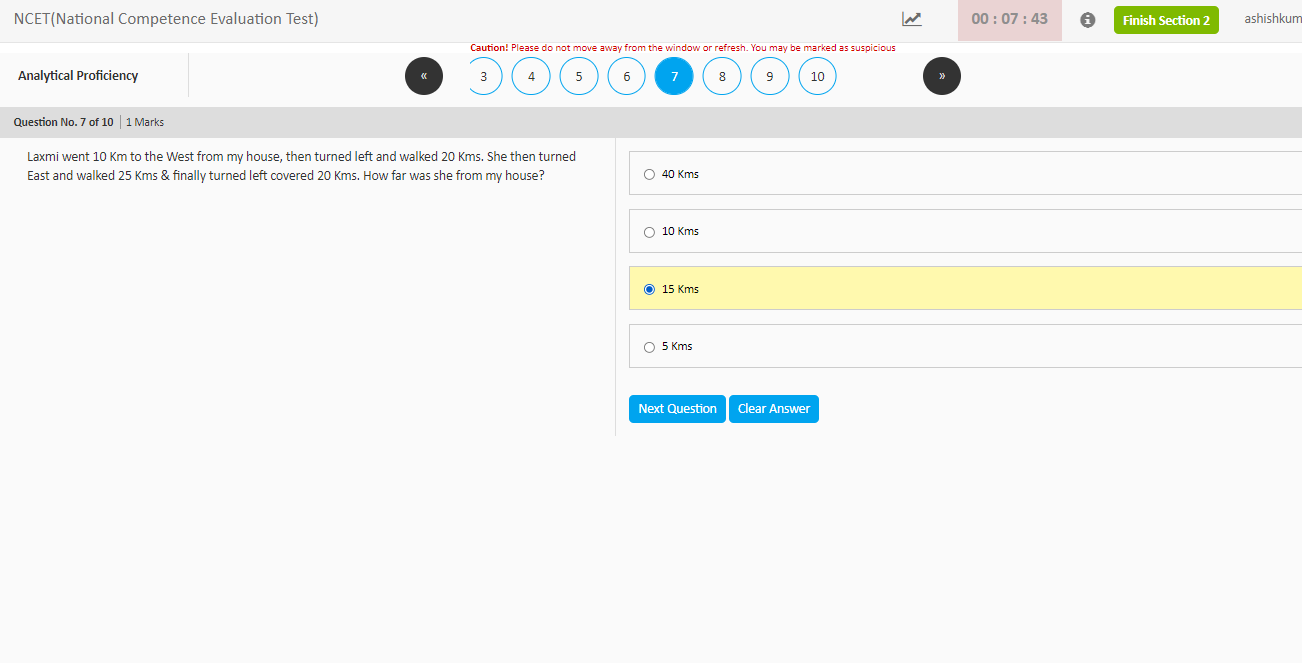 NCET(National Competence Evaluation Test)
00 : 07 : 43
Finish Section 2
ashishkum
Caution! Please do not move away from the window or refresh. You may be marked as suspicious
Analytical Proficiency
« 3 4 5 6 7 8 9 10 »
Question No. 7 of 10 | 1 Marks
Laxmi went 10 Km to the West from my house, then turned left and walked 20 Kms. She then turned
East and walked 25 Kms & finally turned left covered 20 Kms. How far was she from my house?
40 Kms
10 Kms
15 Kms
5 Kms
Next Question
Clear Answer